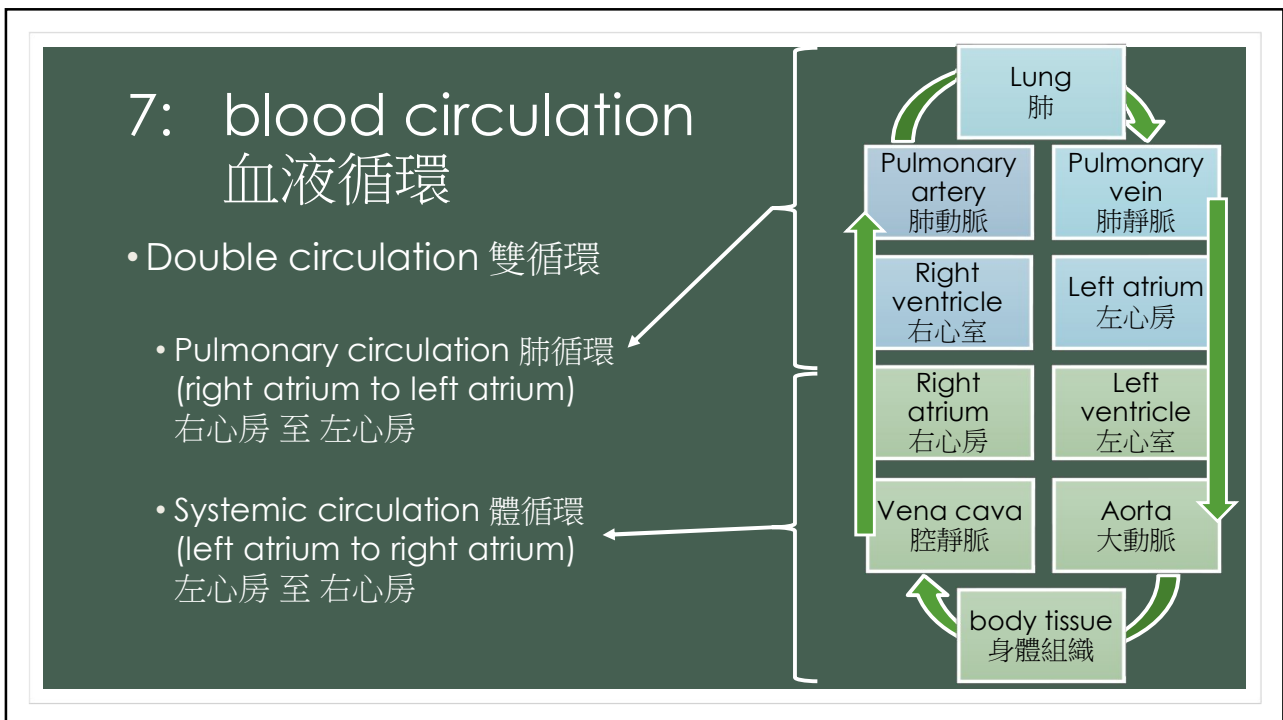 7: blood circulation
血液循環
• Double circulation 雙循環
• Pulmonary circulation 肺循環
(right atrium to left atrium)
右心房 至 左心房
• Systemic circulation 體循環
(left atrium to right atrium)
左心房 至 右心房
Lung
肺
Pulmonary
artery
肺動脈
Pulmonary
vein
肺靜脈
Right
ventricle
右心室
Left atrium
左心房
Right
atrium
右心房
Left
ventricle
左心室
Vena cava
腔靜脈
Aorta
大動脈
body tissue
身體組織